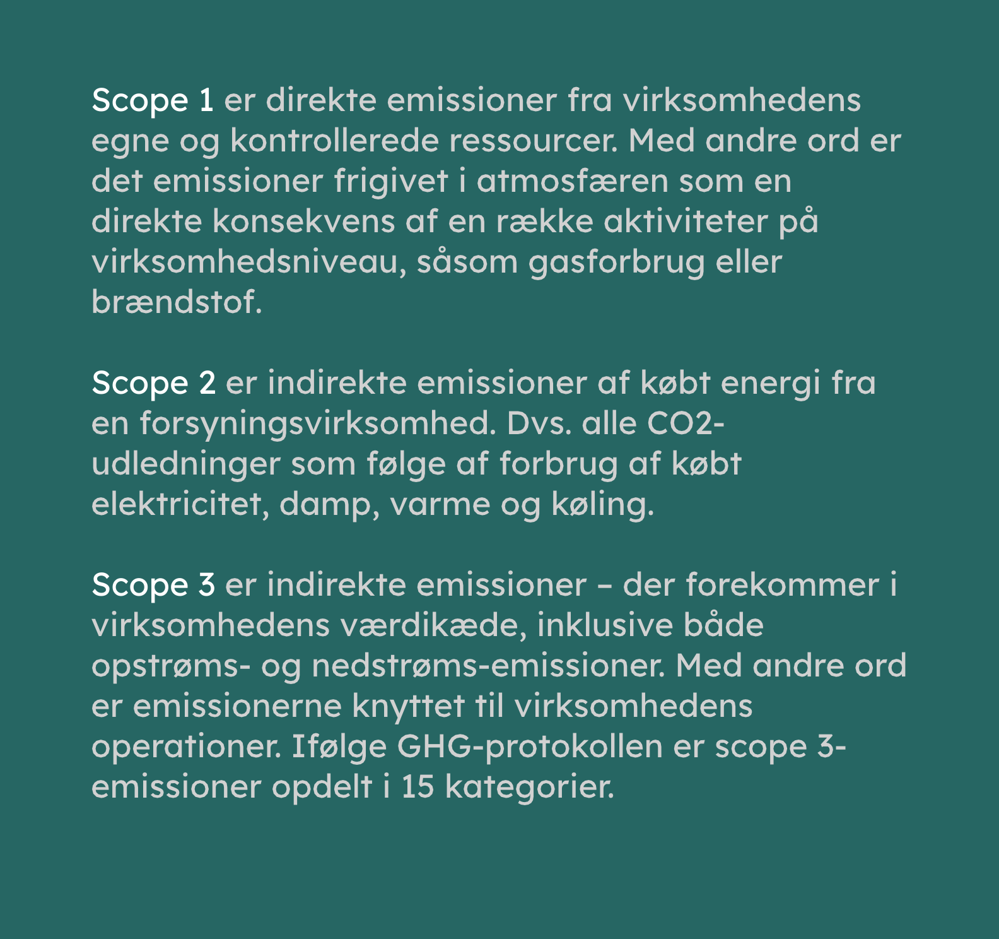 Scope 1 er direkte emissioner fra virksomhedens
egne og kontrollerede ressourcer. Med andre ord er
det emissioner frigivet i atmosfæren som en
direkte konsekvens af en række aktiviteter på
virksomhedsniveau, såsom gasforbrug eller
brændstof.
Scope 2 er indirekte emissioner af købt energi fra
en forsyningsvirksomhed. Dvs. alle CO2-
udledninger som følge af forbrug af købt
elektricitet, damp, varme og køling.
Scope 3 er indirekte emissioner – der forekommer i
virksomhedens værdikæde, inklusive både
opstrøms- og nedstrøms-emissioner. Med andre ord
er emissionerne knyttet til virksomhedens
operationer. Ifølge GHG-protokollen er scope 3-
emissioner opdelt i 15 kategorier.